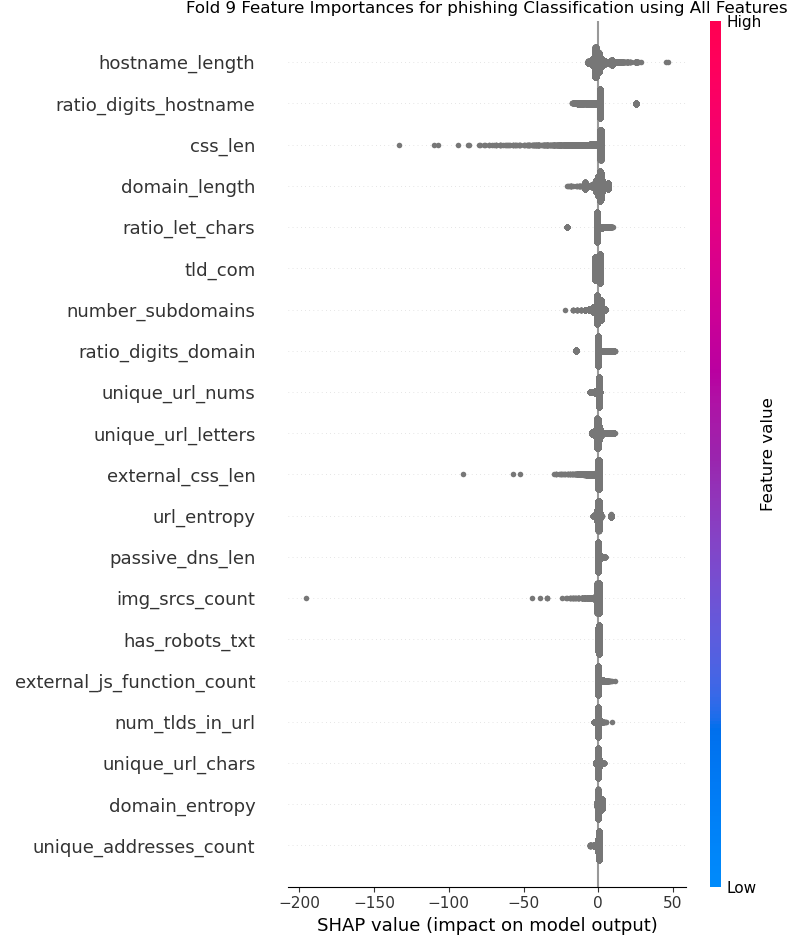 Fold 9 Feature Importances for phishing Classification using All Features
High
hostname_length
ratio_digits_hostname
css_len
domain_length
ratio_let_chars
tld_com
number_subdomains
ratio_digits_domain
unique_url_nums
unique_url_letters
external_css_len
url_entropy
passive_dns_len
img_srcs_count
has_robots_txt
external_js_function_count
num_tlds_in_url
unique_url_chars
domain_entropy
unique_addresses_count
Feature value
Low
−200 −150 −100 −50 0 50
SHAP value (impact on model output)